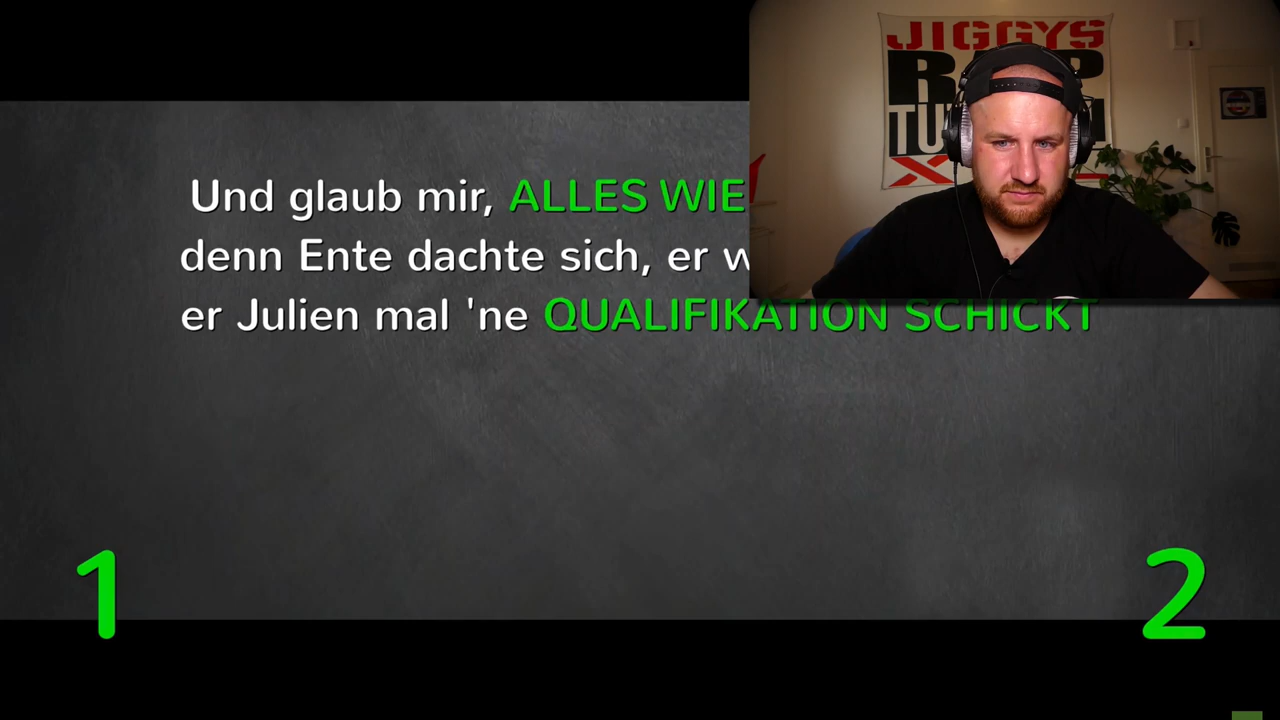 Und glaub mir, ALLES WIE
denn Ente dachte sich, er
er Julien mal 'ne QUALIFIKATION SCHICKT
1
2
JIGGYS